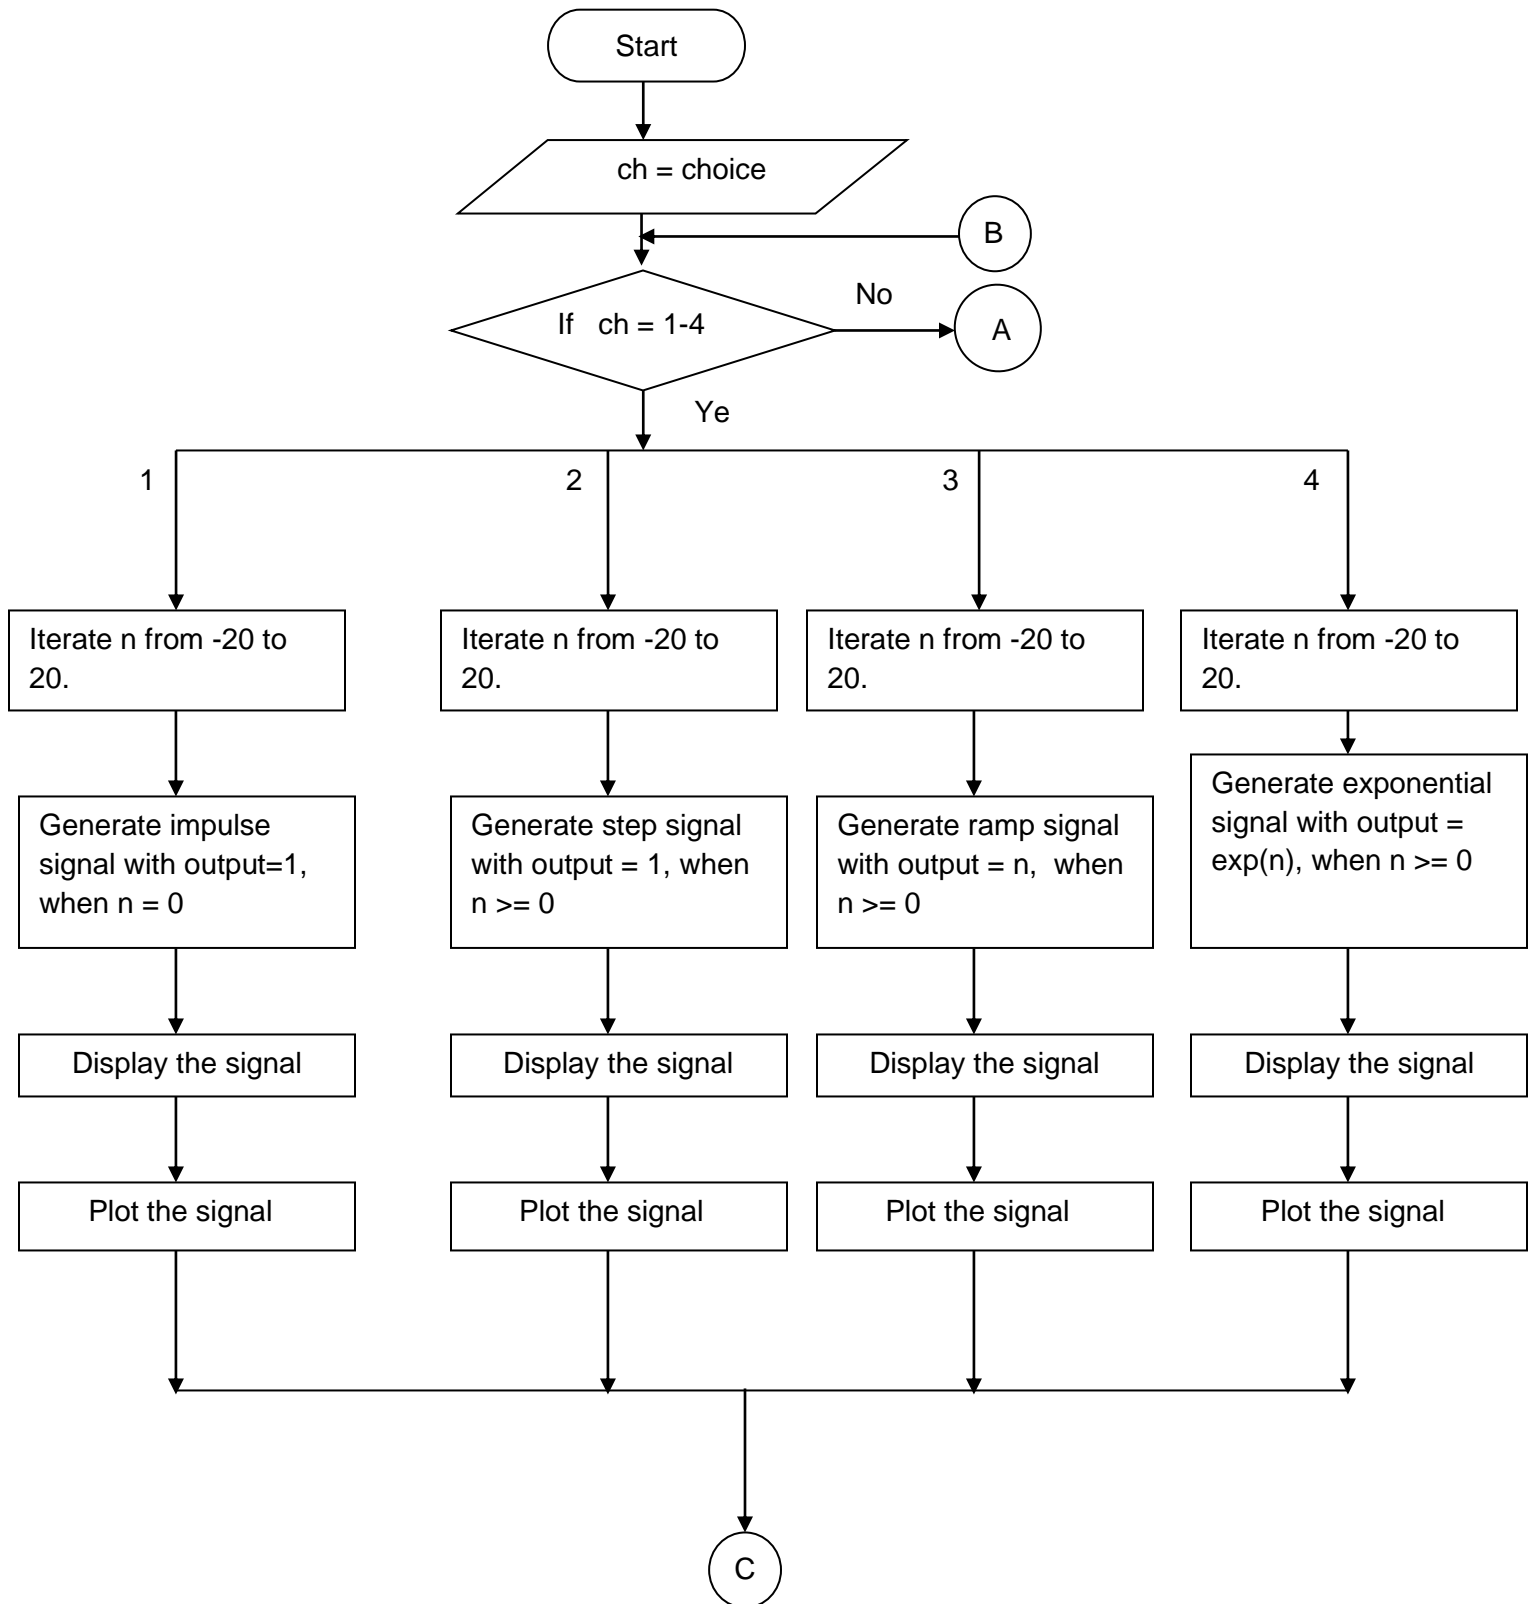 Start
ch = choice
B
No
If ch = 1-4
A
Ye
1
2
3
4
Iterate n from -20 to
20.
Iterate n from -20 to
20.
Iterate n from -20 to
20.
Iterate n from -20 to
20.
Generate impulse
signal with output=1,
when n = 0
Generate step signal
with output = 1, when
n >= 0
Generate ramp signal
with output = n, when
n >= 0
Generate exponential
signal with output =
exp(n), when n >= 0
Display the signal
Display the signal
Display the signal
Display the signal
Plot the signal
Plot the signal
Plot the signal
Plot the signal
C